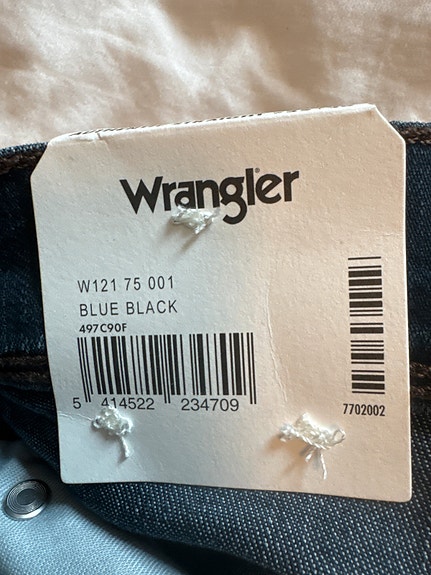 Wrangler
W121 75 001
BLUE BLACK
497C90F
5 414522 234709
7702002